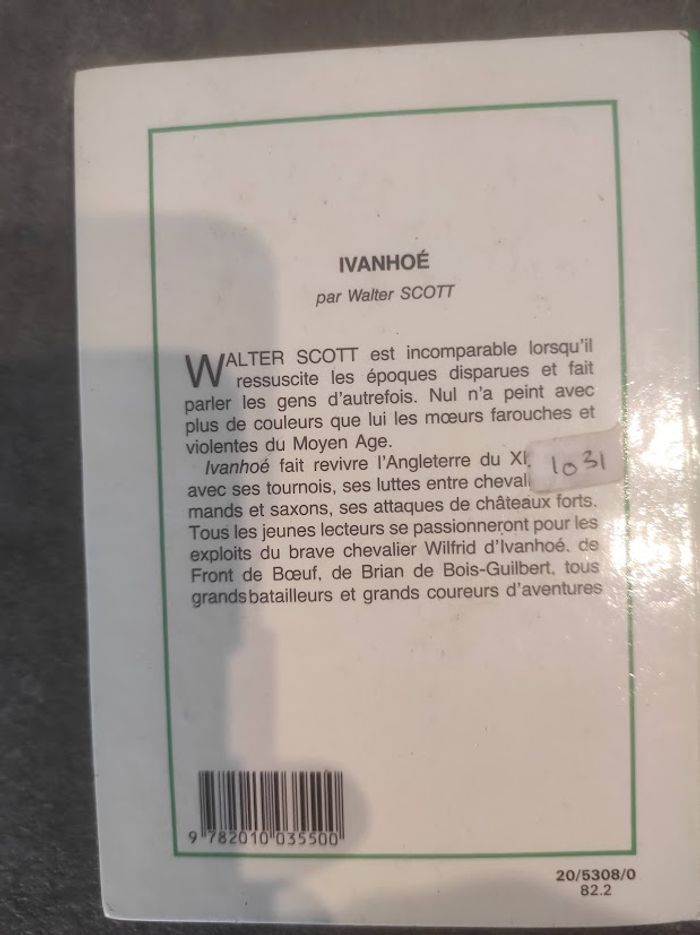 IVANHOÉ
par Walter SCOTT
WALTER SCOTT est incomparable lorsqu'il
ressuscite les époques disparues et fait
parler les gens d'autrefois. Nul n'a peint avec
plus de couleurs que lui les mœurs farouches et
violentes du Moyen Age.
Ivanhoé fait revivre l'Angleterre du
1031
avec ses tournois, ses luttes entre
mands et saxons, ses attaques de châteaux forts.
Tous les jeunes lecteurs se passionneront pour les
exploits du brave chevalier Wilfrid d'Ivanhoé, de
Front de Bœuf, de Brian de Bois-Guilbert, tous
grands batailleurs et grands coureurs d'aventures
9 782010 035500
20/5308/0
82.2